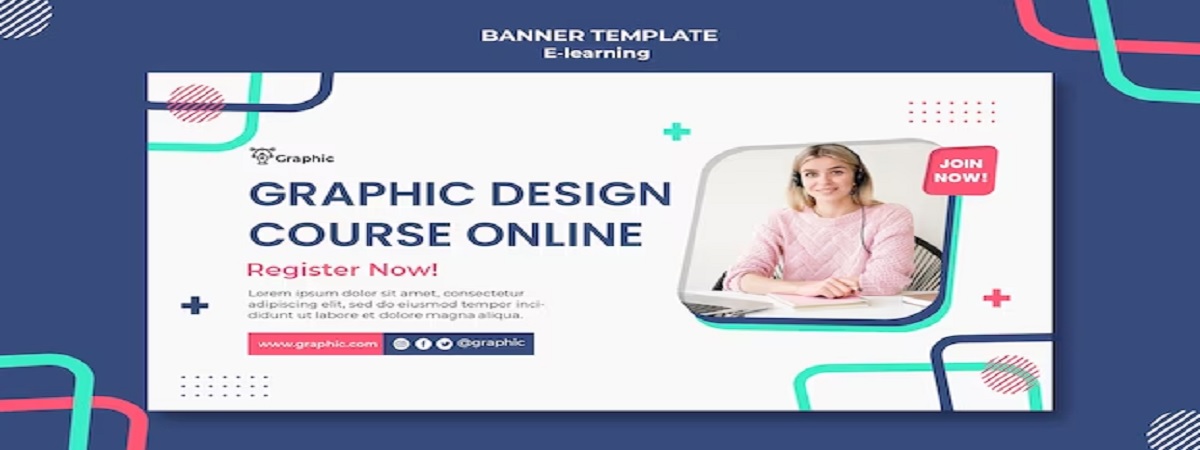 BANNER TEMPLATE
E-learning
Graphic
GRAPHIC DESIGN
COURSE ONLINE
Register Now!
Lorem ipsum dolor sit amet, consectetur
adipiscing elit, sed do eiusmod tempor inci-
didunt ut labore et dolore magna aliqua.
www.graphic.com @graphic
JOIN
NOW!